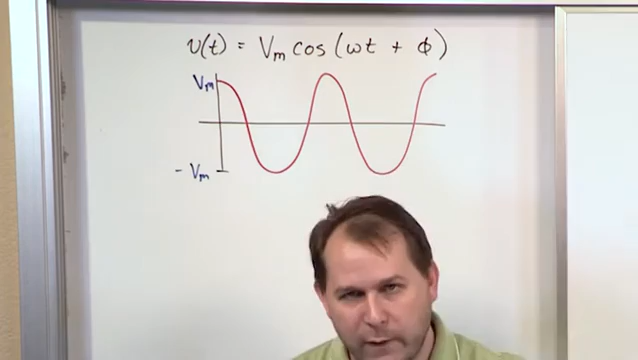 v(t) = Vm cos (ωt + ϕ)
Vm
- Vm